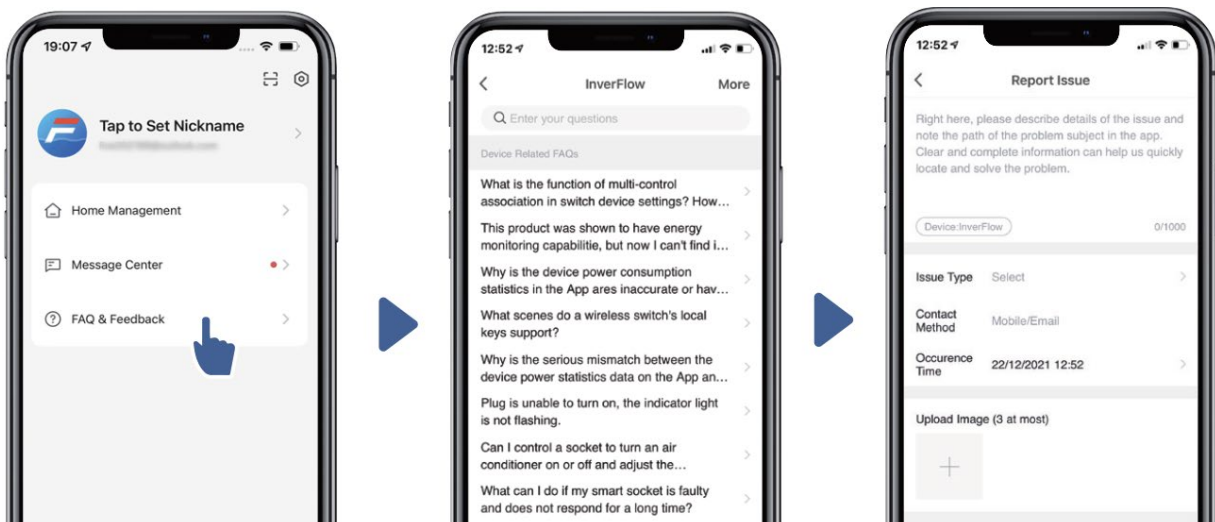 19:07
Tap to Set Nickname
Home Management
Message Center
FAQ & Feedback
12:52
InverFlow
More
Enter your questions
Device Related FAQs
What is the function of multi-control
association in switch device settings? How...
This product was shown to have energy
monitoring capabilitie, but now I can't find i...
Why is the device power consumption
statistics in the App ares inaccurate or hav...
What scenes do a wireless switch's local
keys support?
Why is the serious mismatch between the
device power statistics data on the App an...
Plug is unable to turn on, the indicator light
is not flashing.
Can I control a socket to turn an air
conditioner on or off and adjust the...
What can I do if my smart socket is faulty
and does not respond for a long time?
12:52
Report Issue
Right here, please describe details of the issue and
note the path of the problem subject in the app.
Clear and complete information can help us quickly
locate and solve the problem.
Device:InverFlow
0/1000
Issue Type Select
Contact
Method
Mobile/Email
Occurence
Time
22/12/2021 12:52
Upload Image (3 at most)